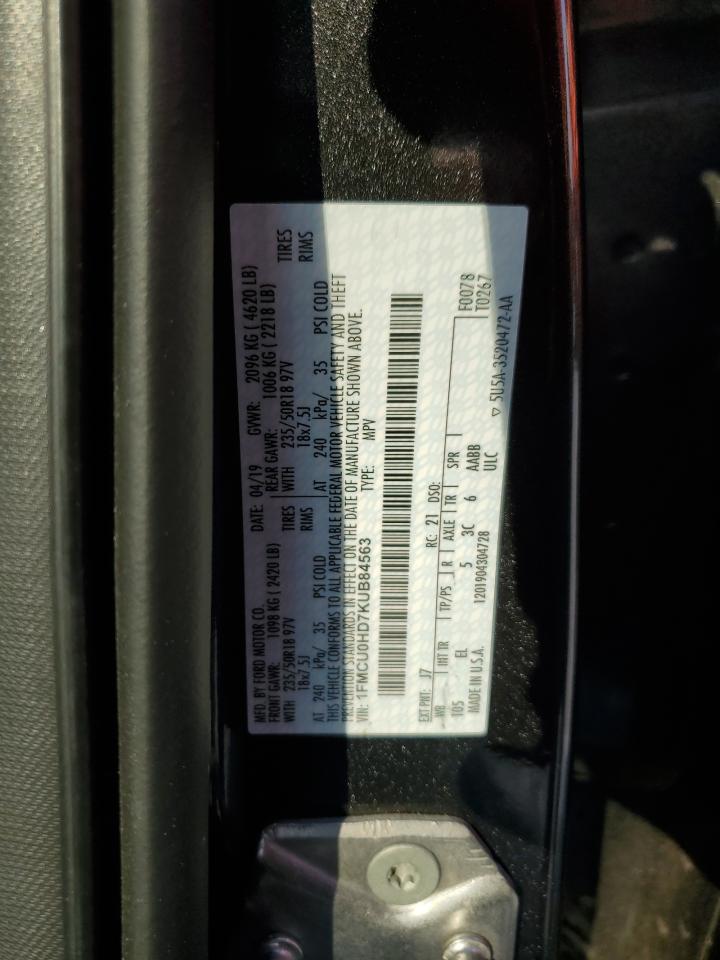 MFD. BY FORD MOTOR CO.
DATE: 04/19 GVWR: 2096 KG ( 4620 LB)
FRONT GAWR: 1098 KG ( 2420 LB) REAR GAWR: 1006 KG ( 2218 LB)
WITH 235/50R18 97V TIRES WITH 235/50R18 97V TIRES
18x7.5J RIMS 18x7.5J RIMS
AT 240 kPa/ 35 PSI COLD AT 240 kPa/ 35 PSI COLD
THIS VEHICLE CONFORMS TO ALL APPLICABLE FEDERAL MOTOR VEHICLE SAFETY AND THEFT
PREVENTION STANDARDS IN EFFECT ON THE DATE OF MANUFACTURE SHOWN ABOVE.
VIN: 1FMCU0HD7KUB84563 TYPE: MPV
EXT PNT: J7 RC: 21 DSO: F0078
WB INT TR TP/PS R AXLE TR SPR T0267
105 EL 5 3C 6 AABB
MADE IN U.S.A. 1201904304728 ULC
▽ 5U5A-3520472-AA